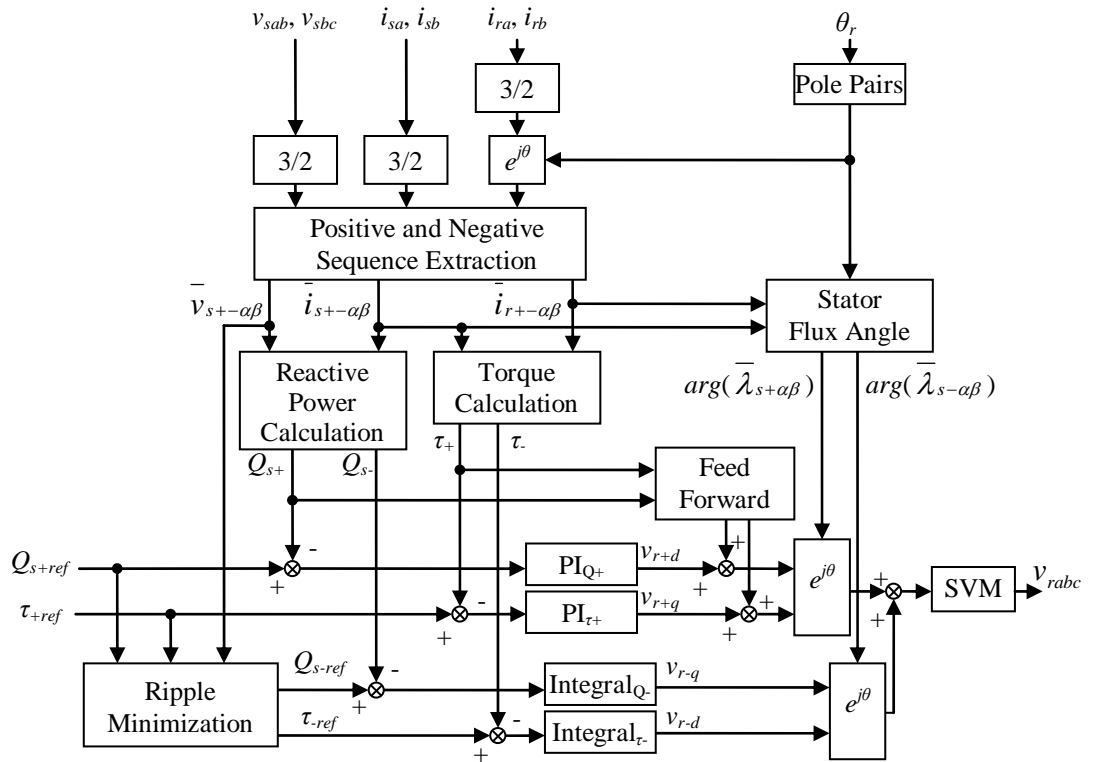 v_sab, v_sbc
i_sa, i_sb
i_ra, i_rb
θ_r
3/2
Pole Pairs
3/2
3/2
e^jθ
Positive and Negative
Sequence Extraction
v̄_s+-αβ
ī_s+-αβ
ī_r+-αβ
Stator
Flux Angle
Reactive
Power
Calculation
Torque
Calculation
arg(λ̄_s+αβ)
arg(λ̄_s-αβ)
τ_+
τ_-
Q_s+
Q_s-
Feed
Forward
-
+
Q_s+ref
+
PI_Q+
v_r+d
+
e^jθ
+
SVM
v_rabc
τ_+ref
+
-
PI_τ+
v_r+q
+
+
+
Ripple
Minimization
Q_s-ref
+
-
Integral_Q-
v_r-q
e^jθ
τ_-ref
+
-
Integral_τ-
v_r-d